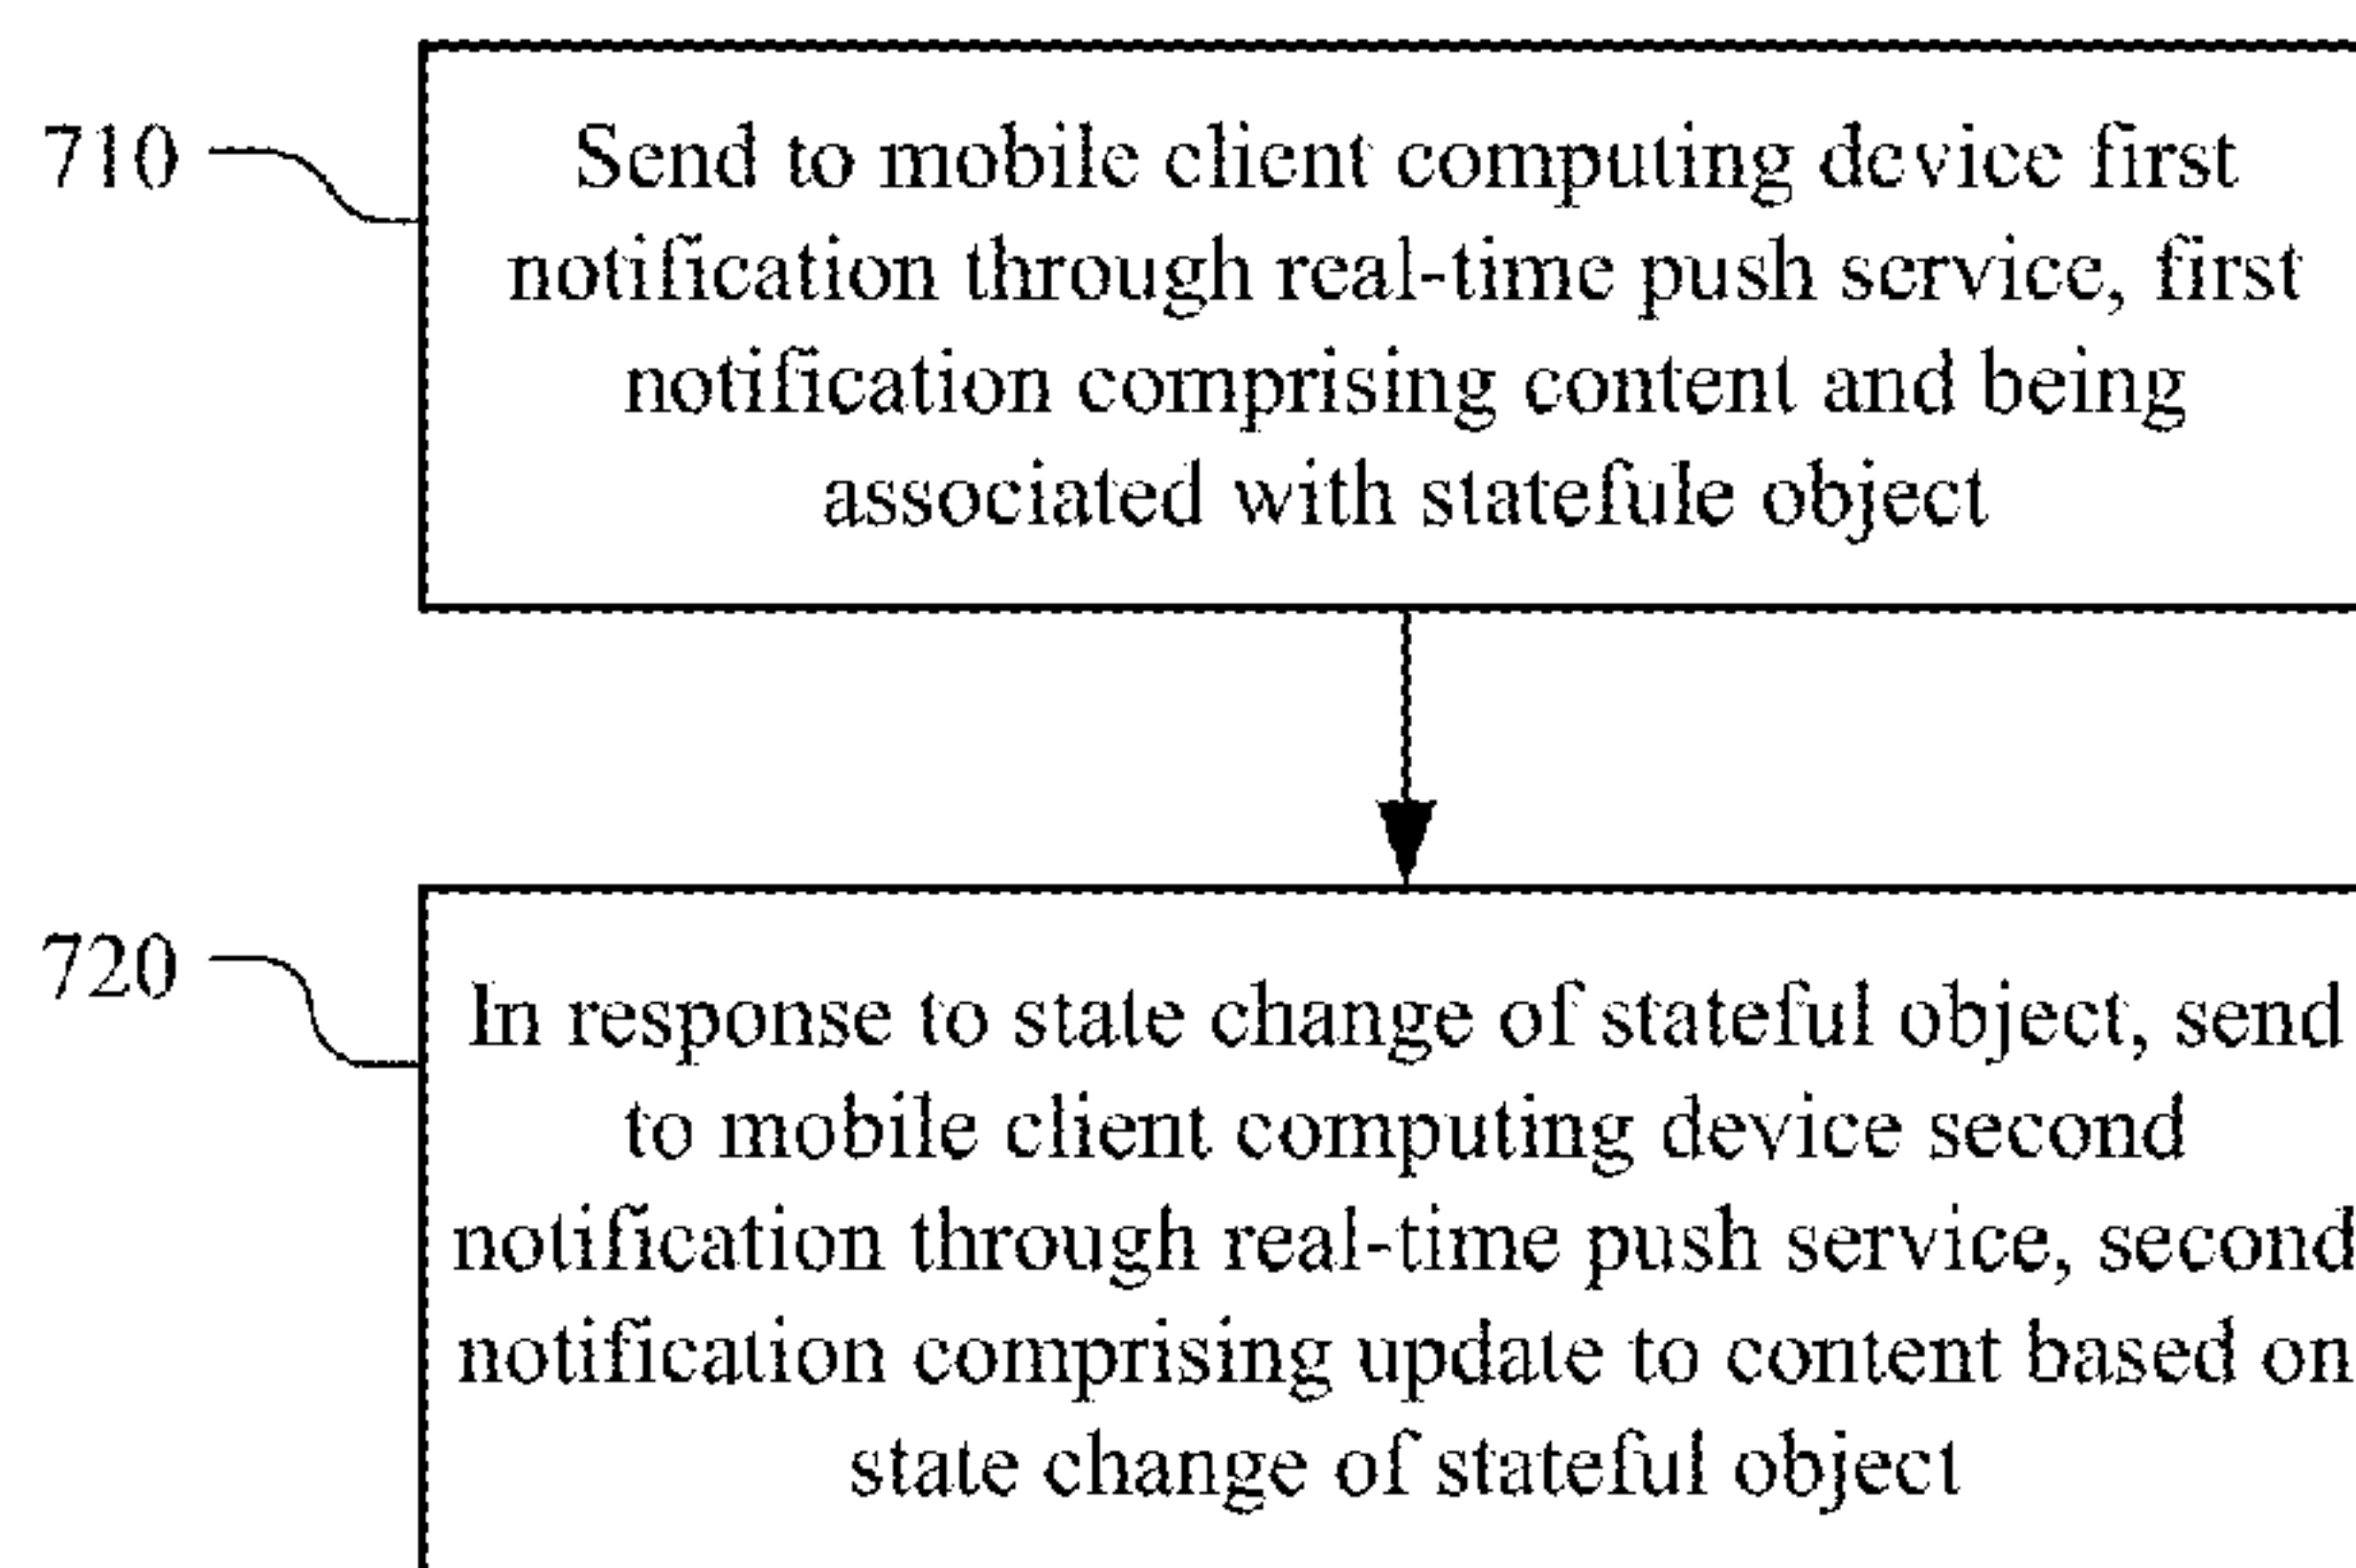 710
Send to mobile client computing device first
notification through real-time push service, first
notification comprising content and being
associated with statefule object
720
In response to state change of stateful object, send
to mobile client computing device second
notification through real-time push service, second
notification comprising update to content based on
state change of stateful object